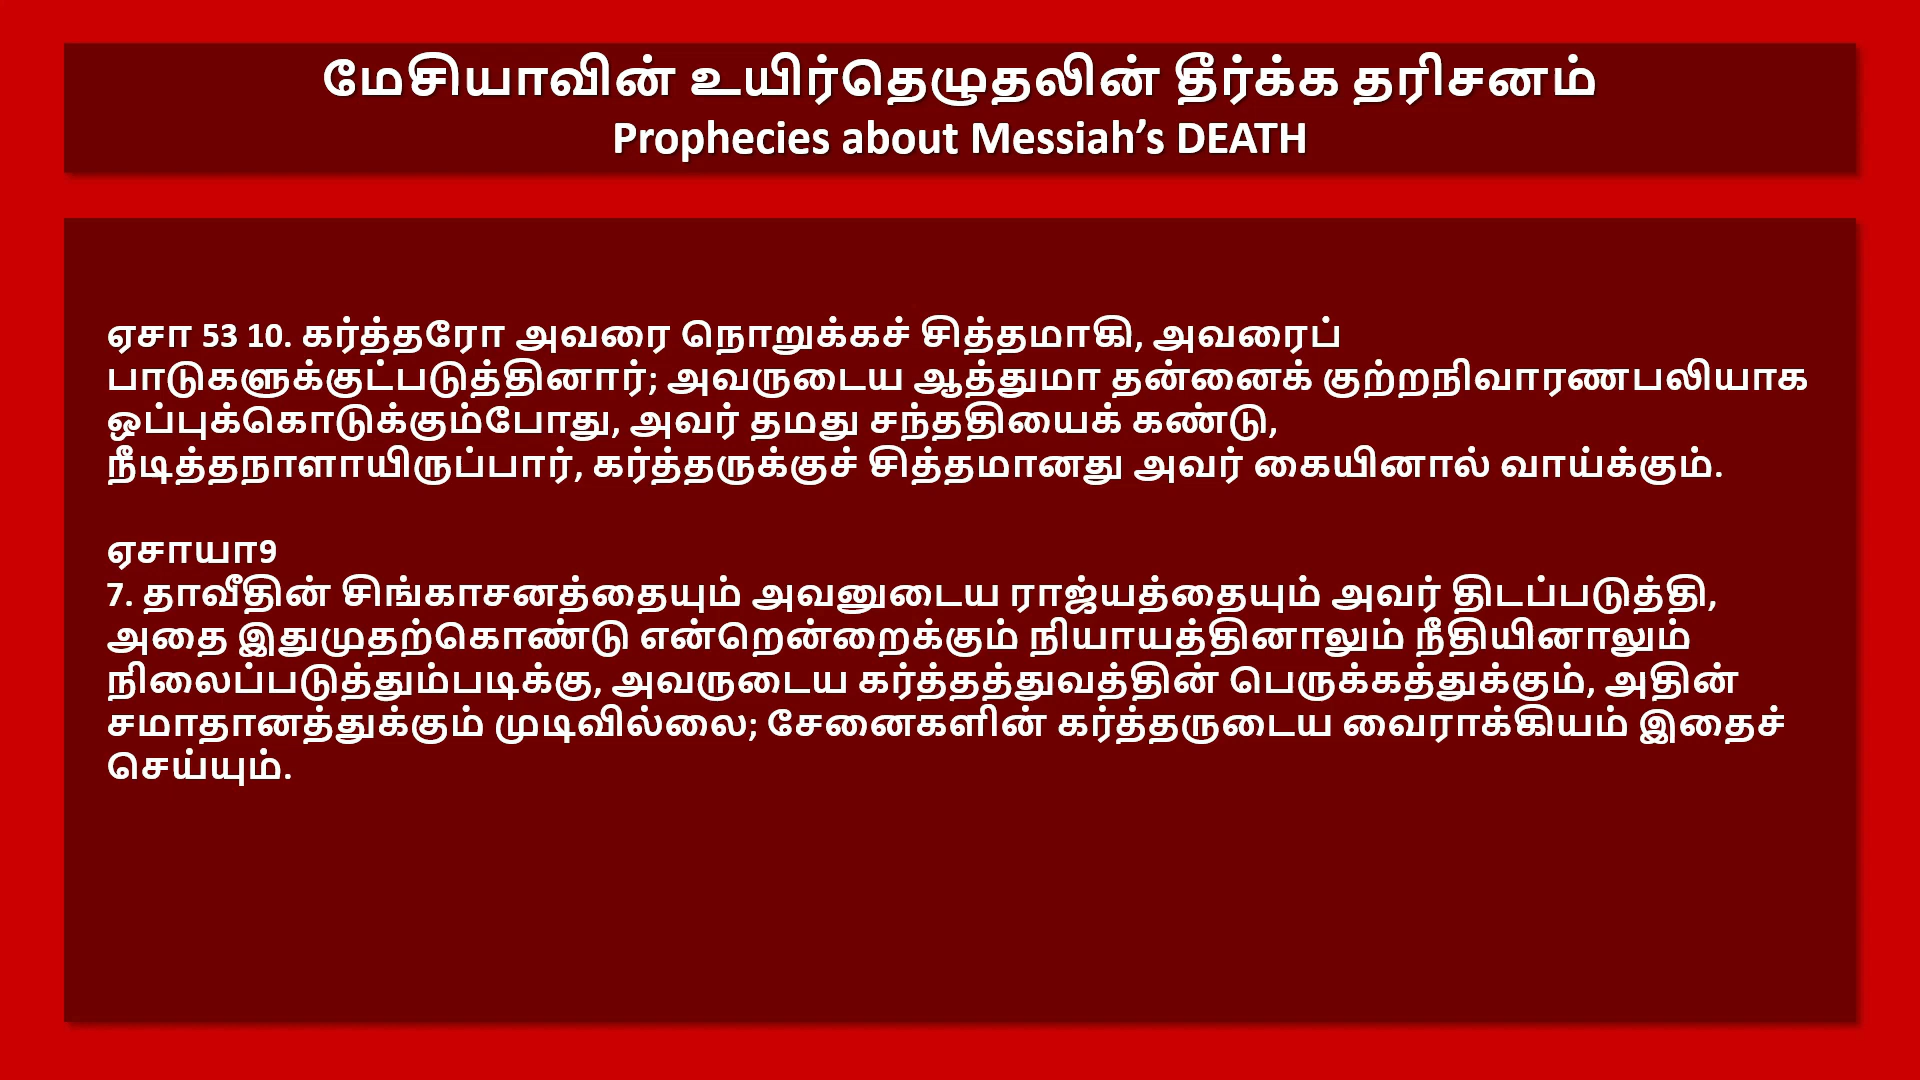 மேசியாவின் உயிர்தெழுதலின் தீர்க்க தரிசனம்
Prophecies about Messiah’s DEATH
ஏசா 53 10. கர்த்தரோ அவரை நொறுக்கச் சித்தமாகி, அவரைப்
பாடுகளுக்குட்படுத்தினார்; அவருடைய ஆத்துமா தன்னைக் குற்றநிவாரணபலியாக
ஒப்புக்கொடுக்கும்போது, அவர் தமது சந்ததியைக் கண்டு,
நீடித்தநாளாயிருப்பார், கர்த்தருக்குச் சித்தமானது அவர் கையினால் வாய்க்கும்.
ஏசாயா9
7. தாவீதின் சிங்காசனத்தையும் அவனுடைய ராஜ்யத்தையும் அவர் திடப்படுத்தி,
அதை இதுமுதற்கொண்டு என்றென்றைக்கும் நியாயத்தினாலும் நீதியினாலும்
நிலைப்படுத்தும்படிக்கு, அவருடைய கர்த்தத்துவத்தின் பெருக்கத்துக்கும், அதின்
சமாதானத்துக்கும் முடிவில்லை; சேனைகளின் கர்த்தருடைய வைராக்கியம் இதைச்
செய்யும்.